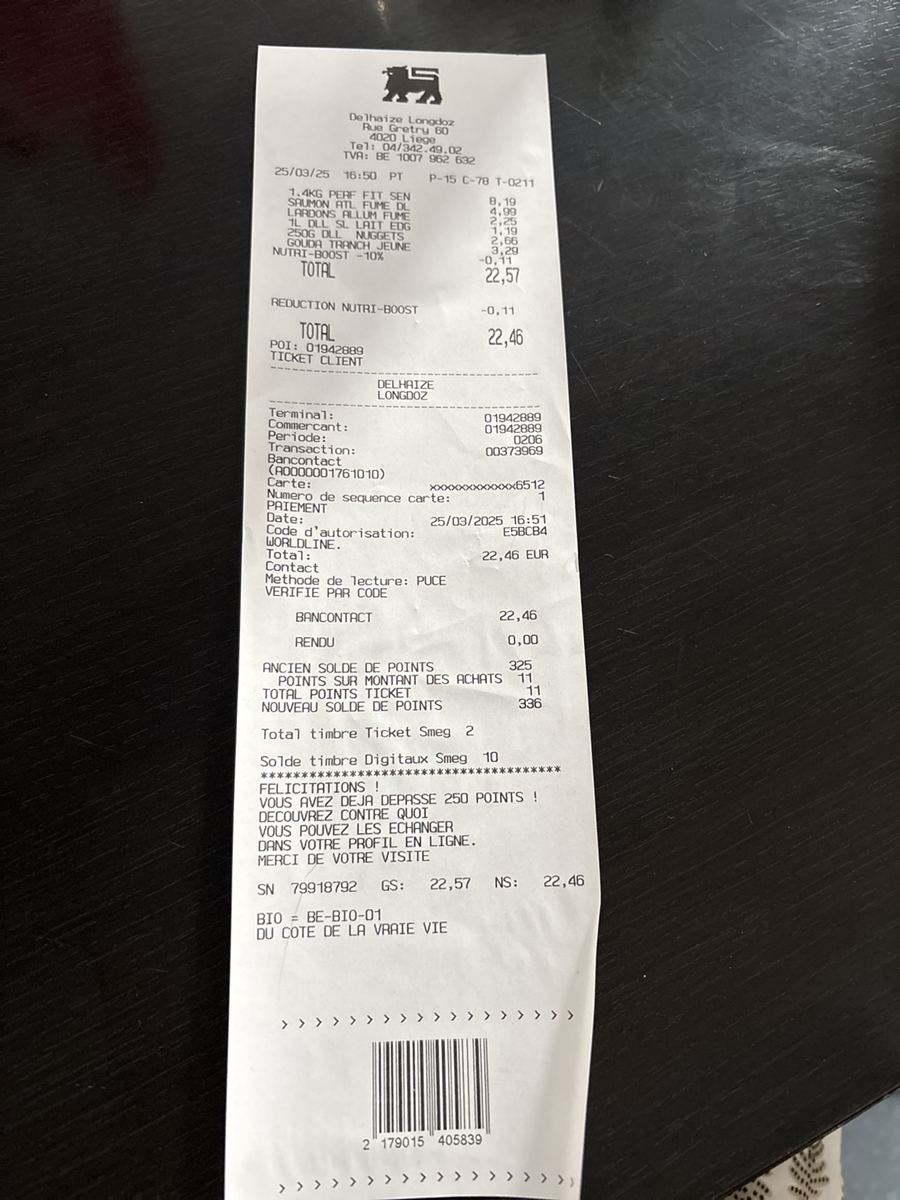 Delhaize Longdoz
Rue Gretry 60
4020 Liege
Tel: 04/342.49.02
TVA: BE 1007 962 632
25/03/25 16:50 PT P-15 C-78 T-0211
1.4KG PERF FIT SEN 8,19
SAUMON ATL FUME DL 4,99
LARDONS ALLUM FUME 2,25
1L DLL SL LAIT EDG 1,19
250G DLL NUGGETS 2,66
GOUDA TRANCH JEUNE 3,29
NUTRI-BOOST -10% -0,11
TOTAL 22,57
REDUCTION NUTRI-BOOST -0,11
TOTAL 22,46
POI: 01942889
TICKET CLIENT
DELHAIZE
LONGDOZ
Terminal: 01942889
Commercant: 01942889
Periode: 0206
Transaction: 00373969
Bancontact
(A0000001761010)
Carte: xxxxxxxxxxxxx6512
Numero de sequence carte: 1
PAIEMENT
Date: 25/03/2025 16:51
Code d'autorisation: E5BCB4
WORLDLINE.
Total: 22,46 EUR
Contact
Methode de lecture: PUCE
VERIFIE PAR CODE
BANCONTACT 22,46
RENDU 0,00
ANCIEN SOLDE DE POINTS 325
POINTS SUR MONTANT DES ACHATS 11
TOTAL POINTS TICKET 11
NOUVEAU SOLDE DE POINTS 336
Total timbre Ticket Smeg 2
Solde timbre Digitaux Smeg 10
************************************
FELICITATIONS !
VOUS AVEZ DEJA DEPASSE 250 POINTS !
DECOUVREZ CONTRE QUOI
VOUS POUVEZ LES ECHANGER
DANS VOTRE PROFIL EN LIGNE.
MERCI DE VOTRE VISITE
SN 79918792 GS: 22,57 NS: 22,46
BIO = BE-BIO-01
DU COTE DE LA VRAIE VIE
> > > > > > > > > > > > > > > > > >
2 179015 405839
> > > > > > > > > > > > > > > > > >